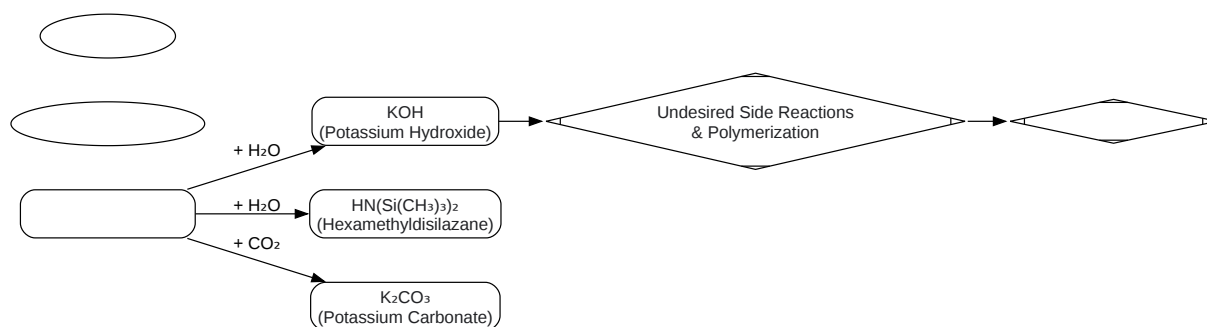 KOH
(Potassium Hydroxide)
Undesired Side Reactions
& Polymerization
+ H₂O
+ H₂O
HN(Si(CH₃)₃)₂
(Hexamethyldisilazane)
+ CO₂
K₂CO₃
(Potassium Carbonate)